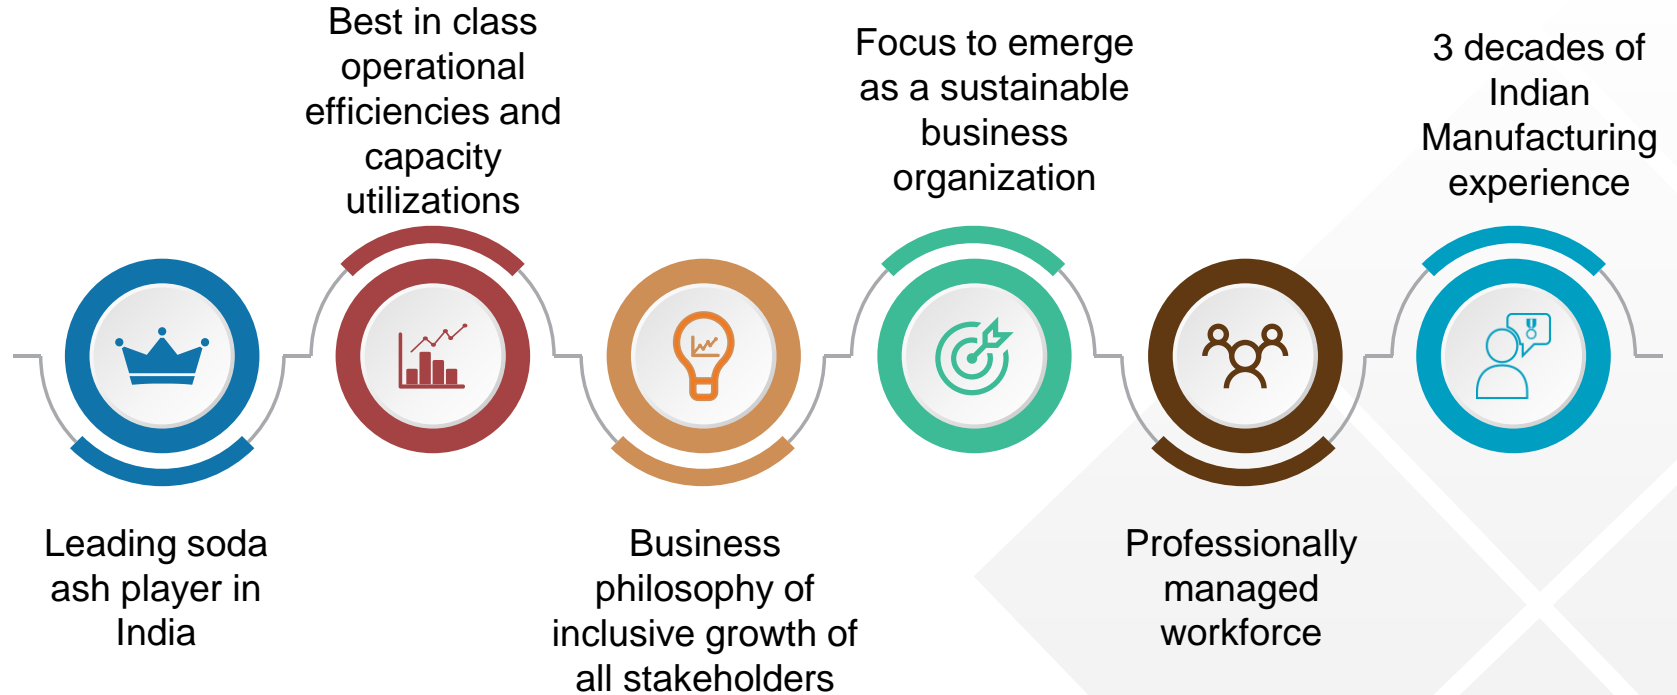 Leading soda
ash player in
India
Best in class
operational
efficiencies and
capacity
utilizations
Business
philosophy of
inclusive growth of
all stakeholders
Focus to emerge
as a sustainable
business
organization
Professionally
managed
workforce
3 decades of
Indian
Manufacturing
experience